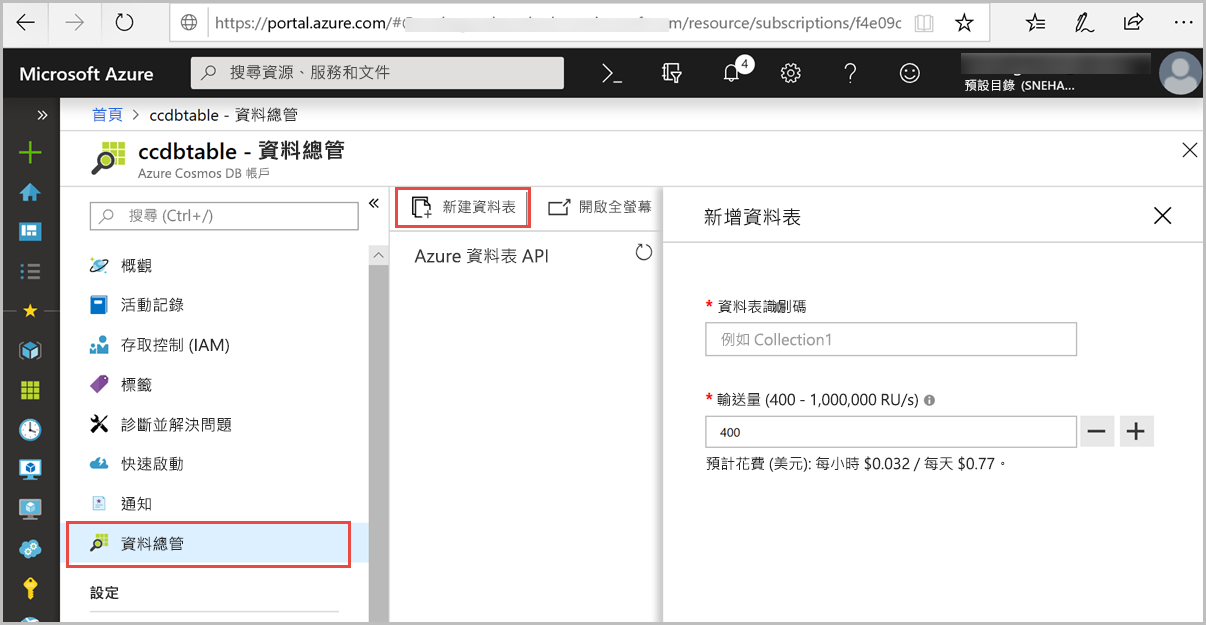 https://portal.azure.com/# m/resource/subscriptions/f4e09c
Microsoft Azure
搜尋資源、服務和文件
4
預設目錄 (SNEHA...
首頁 > ccdbtable - 資料總管
ccdbtable - 資料總管
Azure Cosmos DB 帳戶
搜尋 (Ctrl+/)
概觀
活動記錄
存取控制 (IAM)
標籤
診斷並解決問題
快速啟動
通知
資料總管
設定
新建資料表
開啟全螢幕
Azure 資料表 API
新增資料表
* 資料表識別碼
例如 Collection1
* 輸送量 (400 - 1,000,000 RU/s)
400
預計花費 (美元): 每小時 $0.032 / 每天 $0.77。